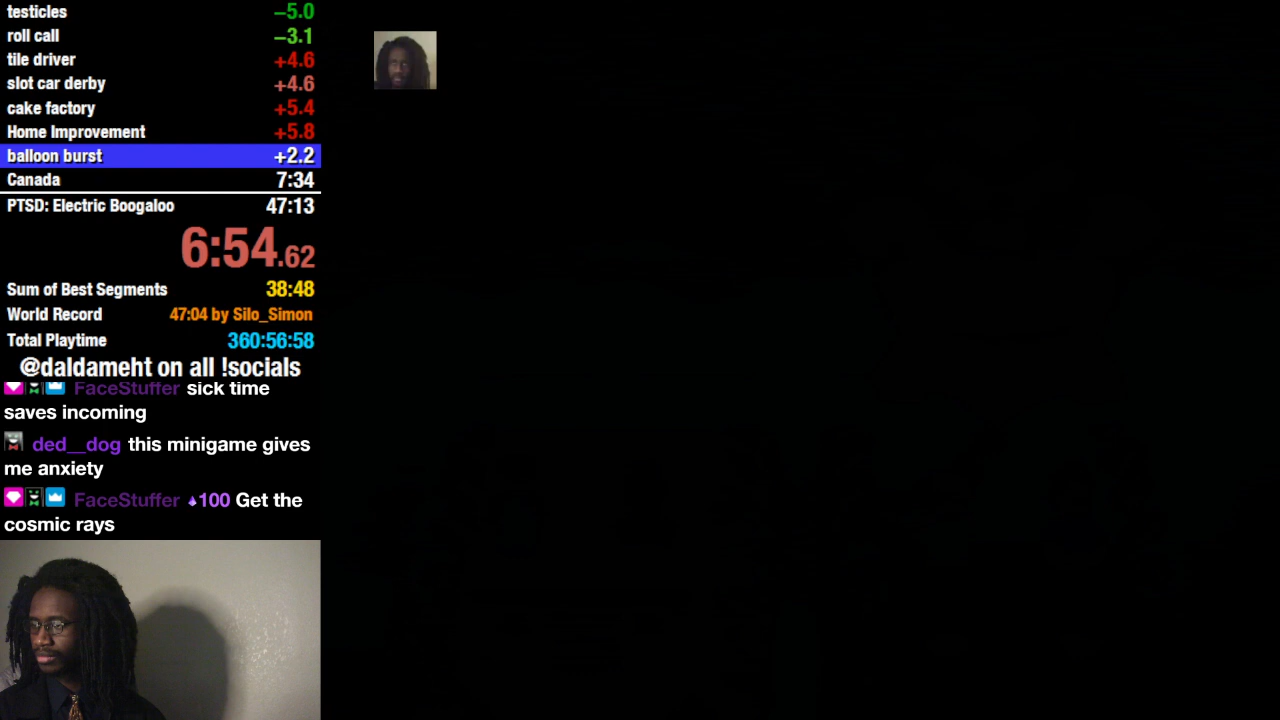 testicles −5.0
roll call −3.1
tile driver +4.6
slot car derby +4.6
cake factory +5.4
Home Improvement +5.8
balloon burst +2.2
Canada 7:34
PTSD: Electric Boogaloo 47:13
6:54.62
Sum of Best Segments 38:48
World Record 47:04 by Silo_Simon
Total Playtime 360:56:58
@daldameht on all !socials
FaceStuffer sick time
saves incoming
ded__dog this minigame gives
me anxiety
FaceStuffer 100 Get the
cosmic rays